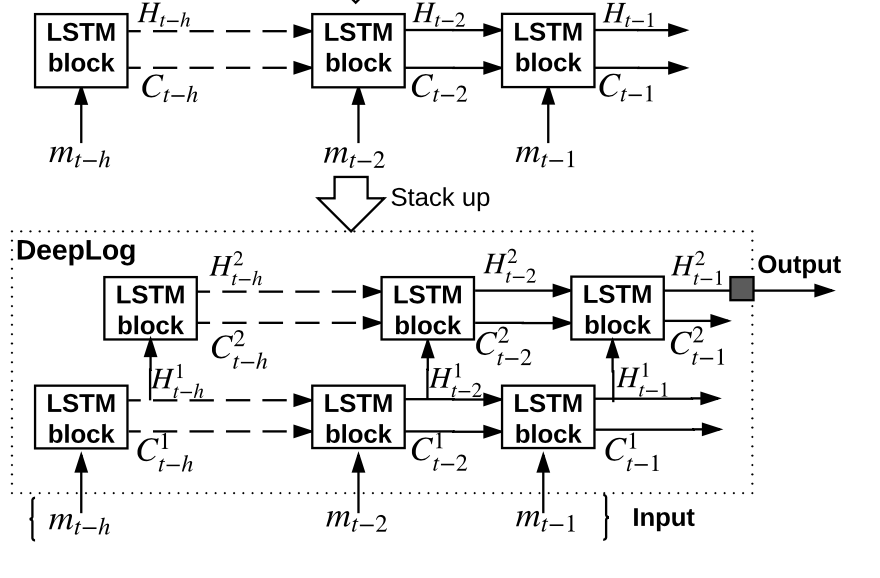 H_{t-h} H_{t-2} H_{t-1}
LSTM LSTM LSTM
block block block
C_{t-h} C_{t-2} C_{t-1}
m_{t-h} m_{t-2} m_{t-1}
Stack up
DeepLog
H^2_{t-h} H^2_{t-2} H^2_{t-1} Output
LSTM LSTM LSTM
block block block
C^2_{t-h} C^2_{t-2} C^2_{t-1}
H^1_{t-h} H^1_{t-2} H^1_{t-1}
LSTM LSTM LSTM
block block block
C^1_{t-h} C^1_{t-2} C^1_{t-1}
{ m_{t-h} m_{t-2} m_{t-1} } Input